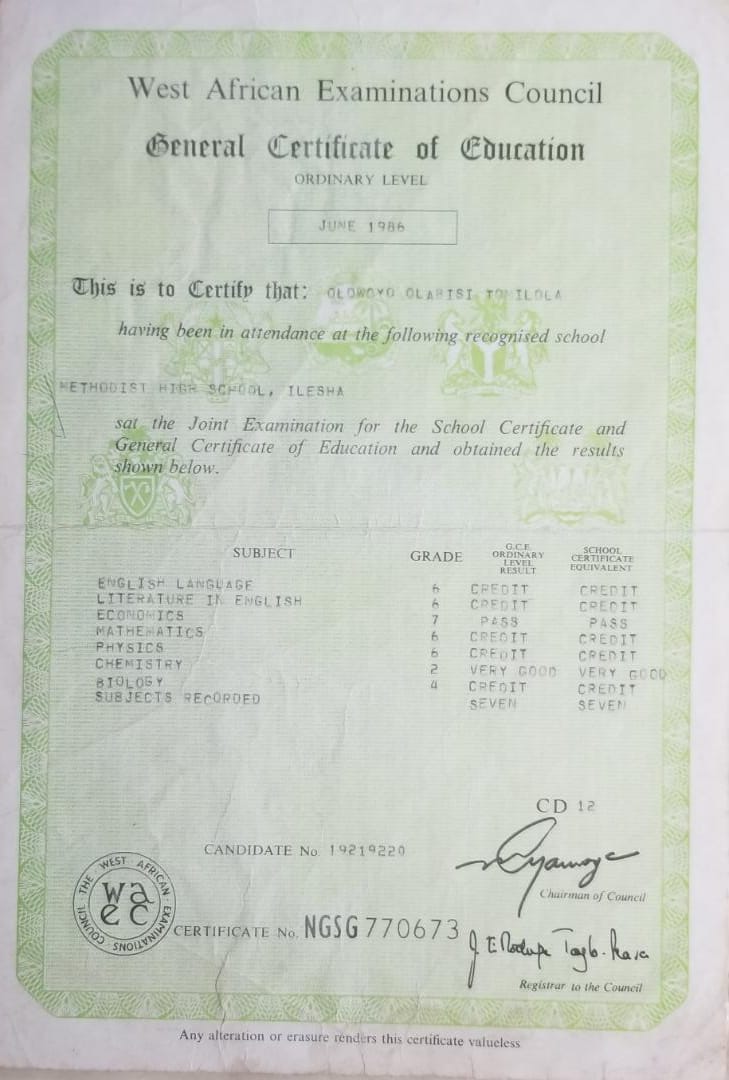 West African Examinations Council
General Certificate of Education
ORDINARY LEVEL
JUNE 1986
This is to Certify that: OLOWOYO OLABISI TOMILOLA
having been in attendance at the following recognised school
METHODIST HIGH SCHOOL, ILESHA
sat the Joint Examination for the School Certificate and
General Certificate of Education and obtained the results
shown below.
SUBJECT GRADE G.C.E. ORDINARY LEVEL RESULT SCHOOL CERTIFICATE EQUIVALENT
ENGLISH LANGUAGE 6 CREDIT CREDIT
LITERATURE IN ENGLISH 6 CREDIT CREDIT
ECONOMICS 7 PASS PASS
MATHEMATICS 6 CREDIT CREDIT
PHYSICS 6 CREDIT CREDIT
CHEMISTRY 2 VERY GOOD VERY GOOD
BIOLOGY 4 CREDIT CREDIT
SUBJECTS RECORDED SEVEN SEVEN
CD 12
CANDIDATE No. 19219220
Chairman of Council
THE WEST AFRICAN EXAMINATIONS COUNCIL
wa
ec
CERTIFICATE No. NGSG 770673
Registrar to the Council
Any alteration or erasure renders this certificate valueless